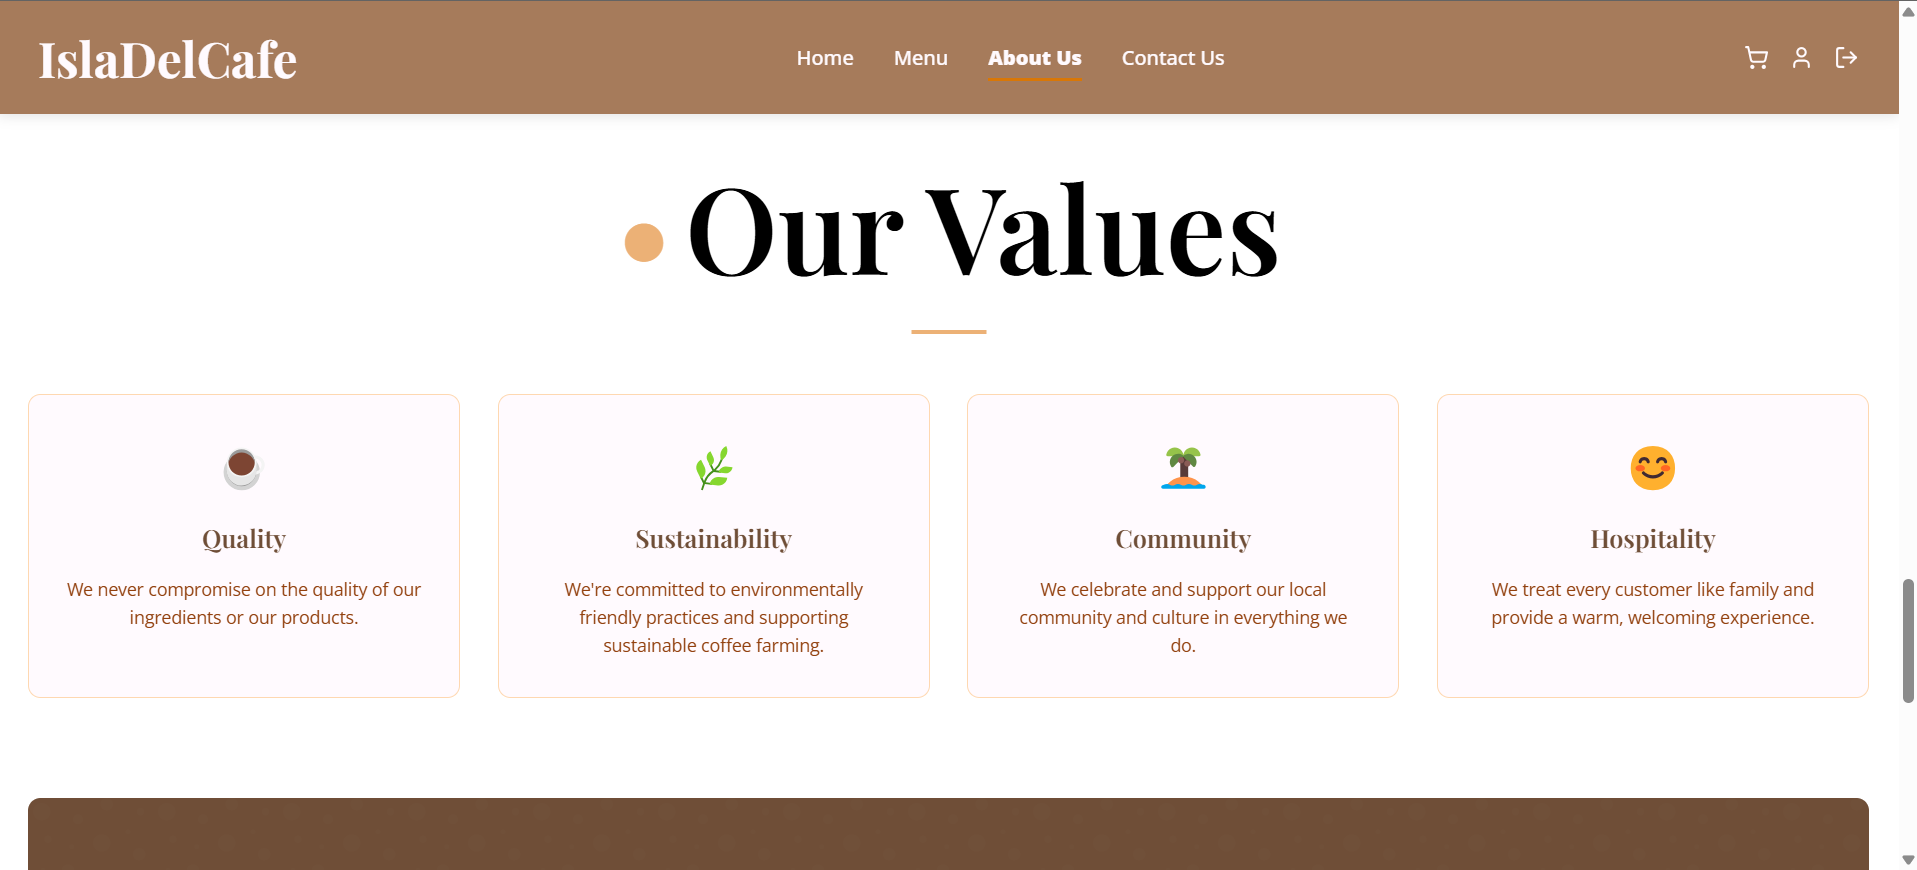 IslaDelCafe
Home Menu About Us Contact Us
Our Values
Quality
We never compromise on the quality of our
ingredients or our products.
Sustainability
We're committed to environmentally
friendly practices and supporting
sustainable coffee farming.
Community
We celebrate and support our local
community and culture in everything we
do.
Hospitality
We treat every customer like family and
provide a warm, welcoming experience.